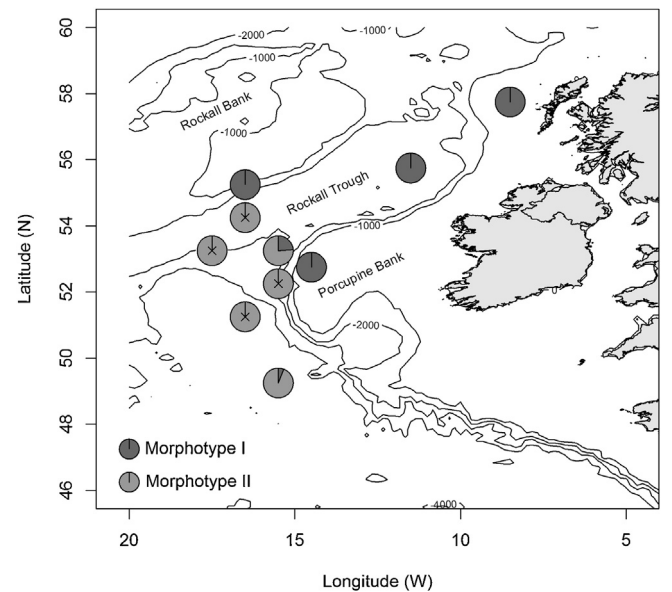 60
58
56
54
52
50
48
46
Latitude (N)
-2000
-1000
-1000
Rockall Bank
-1000
Rockall Trough
-1000
Porcupine Bank
-2000
Morphotype I
Morphotype II
-4000
20
15
10
5
Longitude (W)